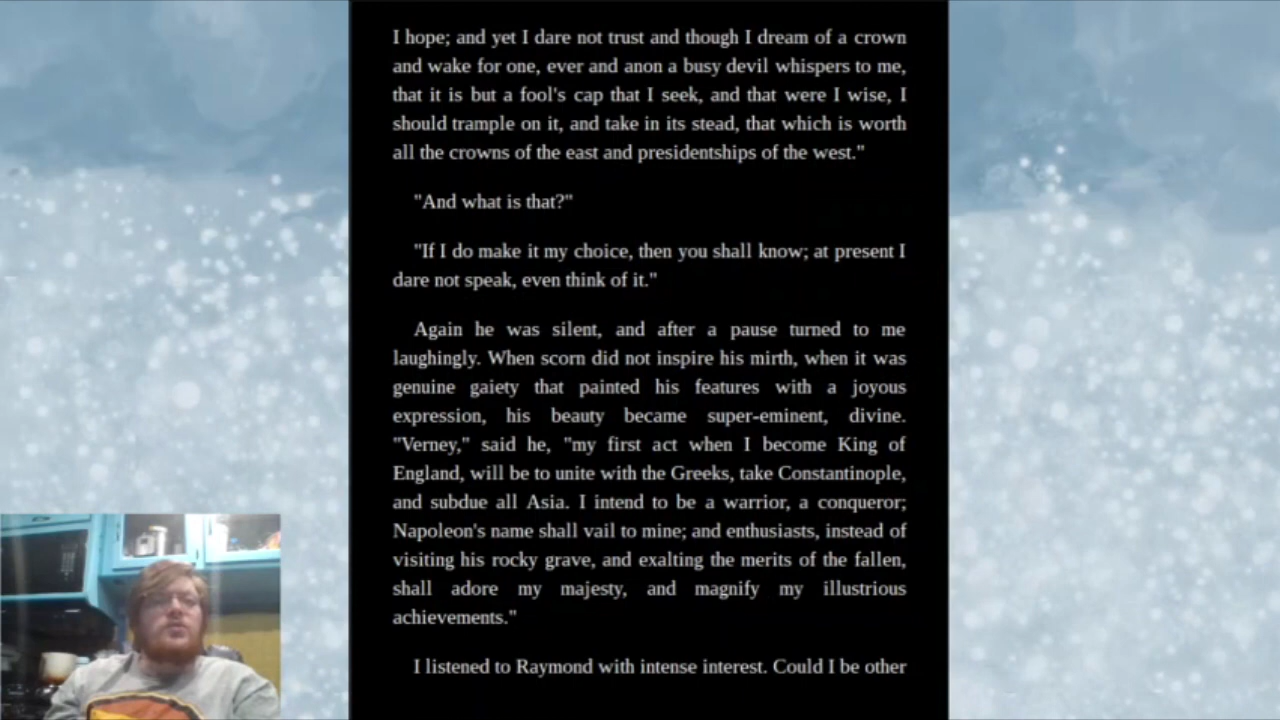 I hope; and yet I dare not trust and though I dream of a crown
and wake for one, ever and anon a busy devil whispers to me,
that it is but a fool's cap that I seek, and that were I wise, I
should trample on it, and take in its stead, that which is worth
all the crowns of the east and presidentships of the west."
"And what is that?"
"If I do make it my choice, then you shall know; at present I
dare not speak, even think of it."
Again he was silent, and after a pause turned to me
laughingly. When scorn did not inspire his mirth, when it was
genuine gaiety that painted his features with a joyous
expression, his beauty became super-eminent, divine.
"Verney," said he, "my first act when I become King of
England, will be to unite with the Greeks, take Constantinople,
and subdue all Asia. I intend to be a warrior, a conqueror;
Napoleon's name shall vail to mine; and enthusiasts, instead of
visiting his rocky grave, and exalting the merits of the fallen,
shall adore my majesty, and magnify my illustrious
achievements."
I listened to Raymond with intense interest. Could I be other